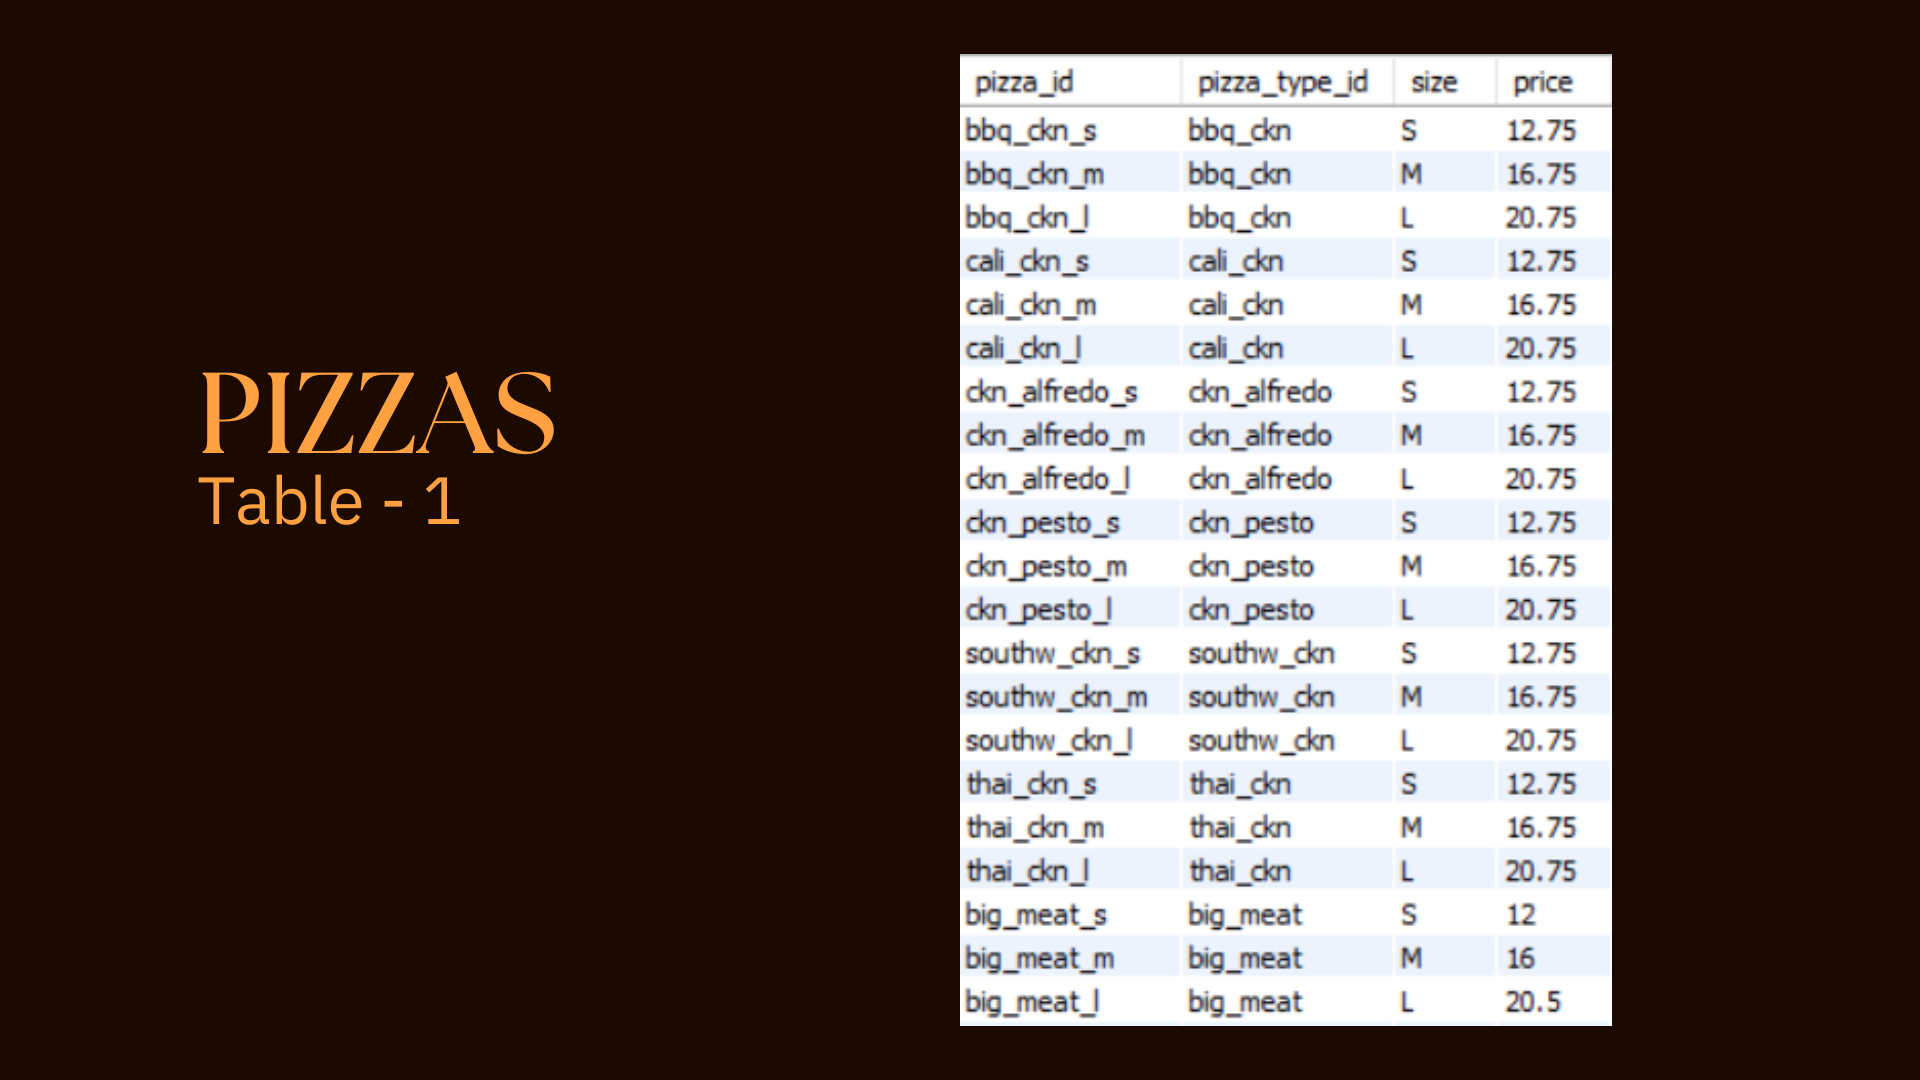 PIZZAS
Table - 1
pizza_id pizza_type_id size price
bbq_ckn_s bbq_ckn S 12.75
bbq_ckn_m bbq_ckn M 16.75
bbq_ckn_l bbq_ckn L 20.75
cali_ckn_s cali_ckn S 12.75
cali_ckn_m cali_ckn M 16.75
cali_ckn_l cali_ckn L 20.75
ckn_alfredo_s ckn_alfredo S 12.75
ckn_alfredo_m ckn_alfredo M 16.75
ckn_alfredo_l ckn_alfredo L 20.75
ckn_pesto_s ckn_pesto S 12.75
ckn_pesto_m ckn_pesto M 16.75
ckn_pesto_l ckn_pesto L 20.75
southw_ckn_s southw_ckn S 12.75
southw_ckn_m southw_ckn M 16.75
southw_ckn_l southw_ckn L 20.75
thai_ckn_s thai_ckn S 12.75
thai_ckn_m thai_ckn M 16.75
thai_ckn_l thai_ckn L 20.75
big_meat_s big_meat S 12
big_meat_m big_meat M 16
big_meat_l big_meat L 20.5